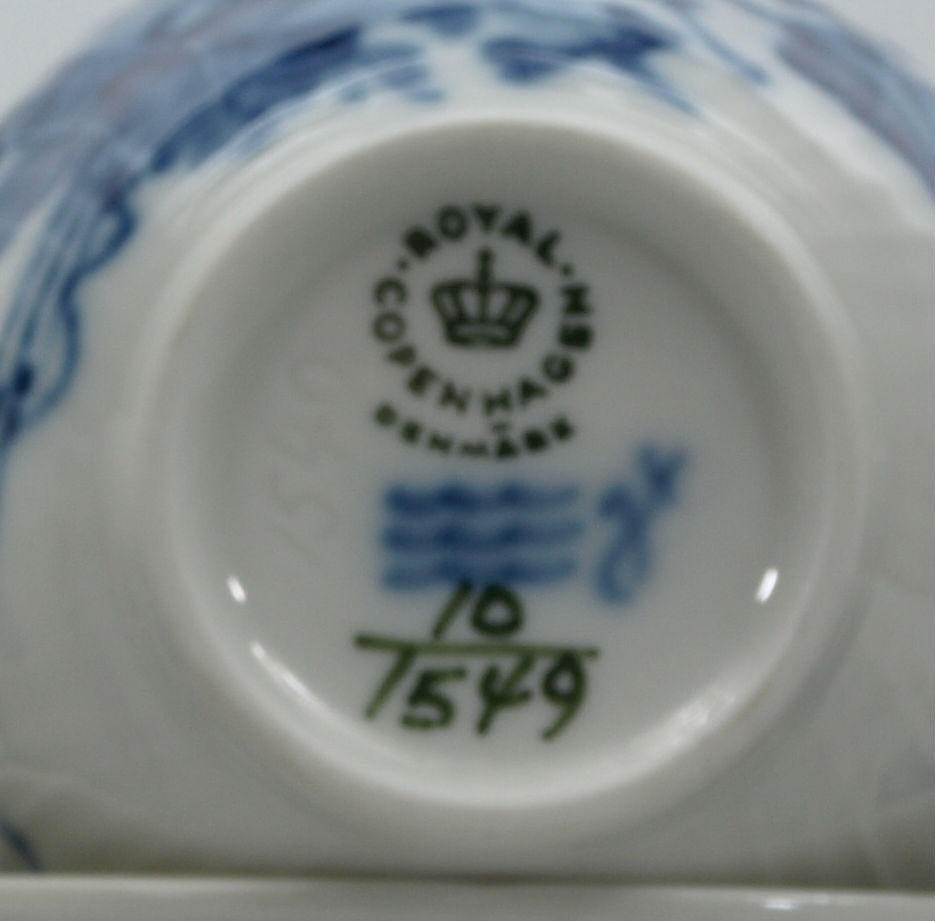 ROYAL
COPENHAGEN
DENMARK
10
1549